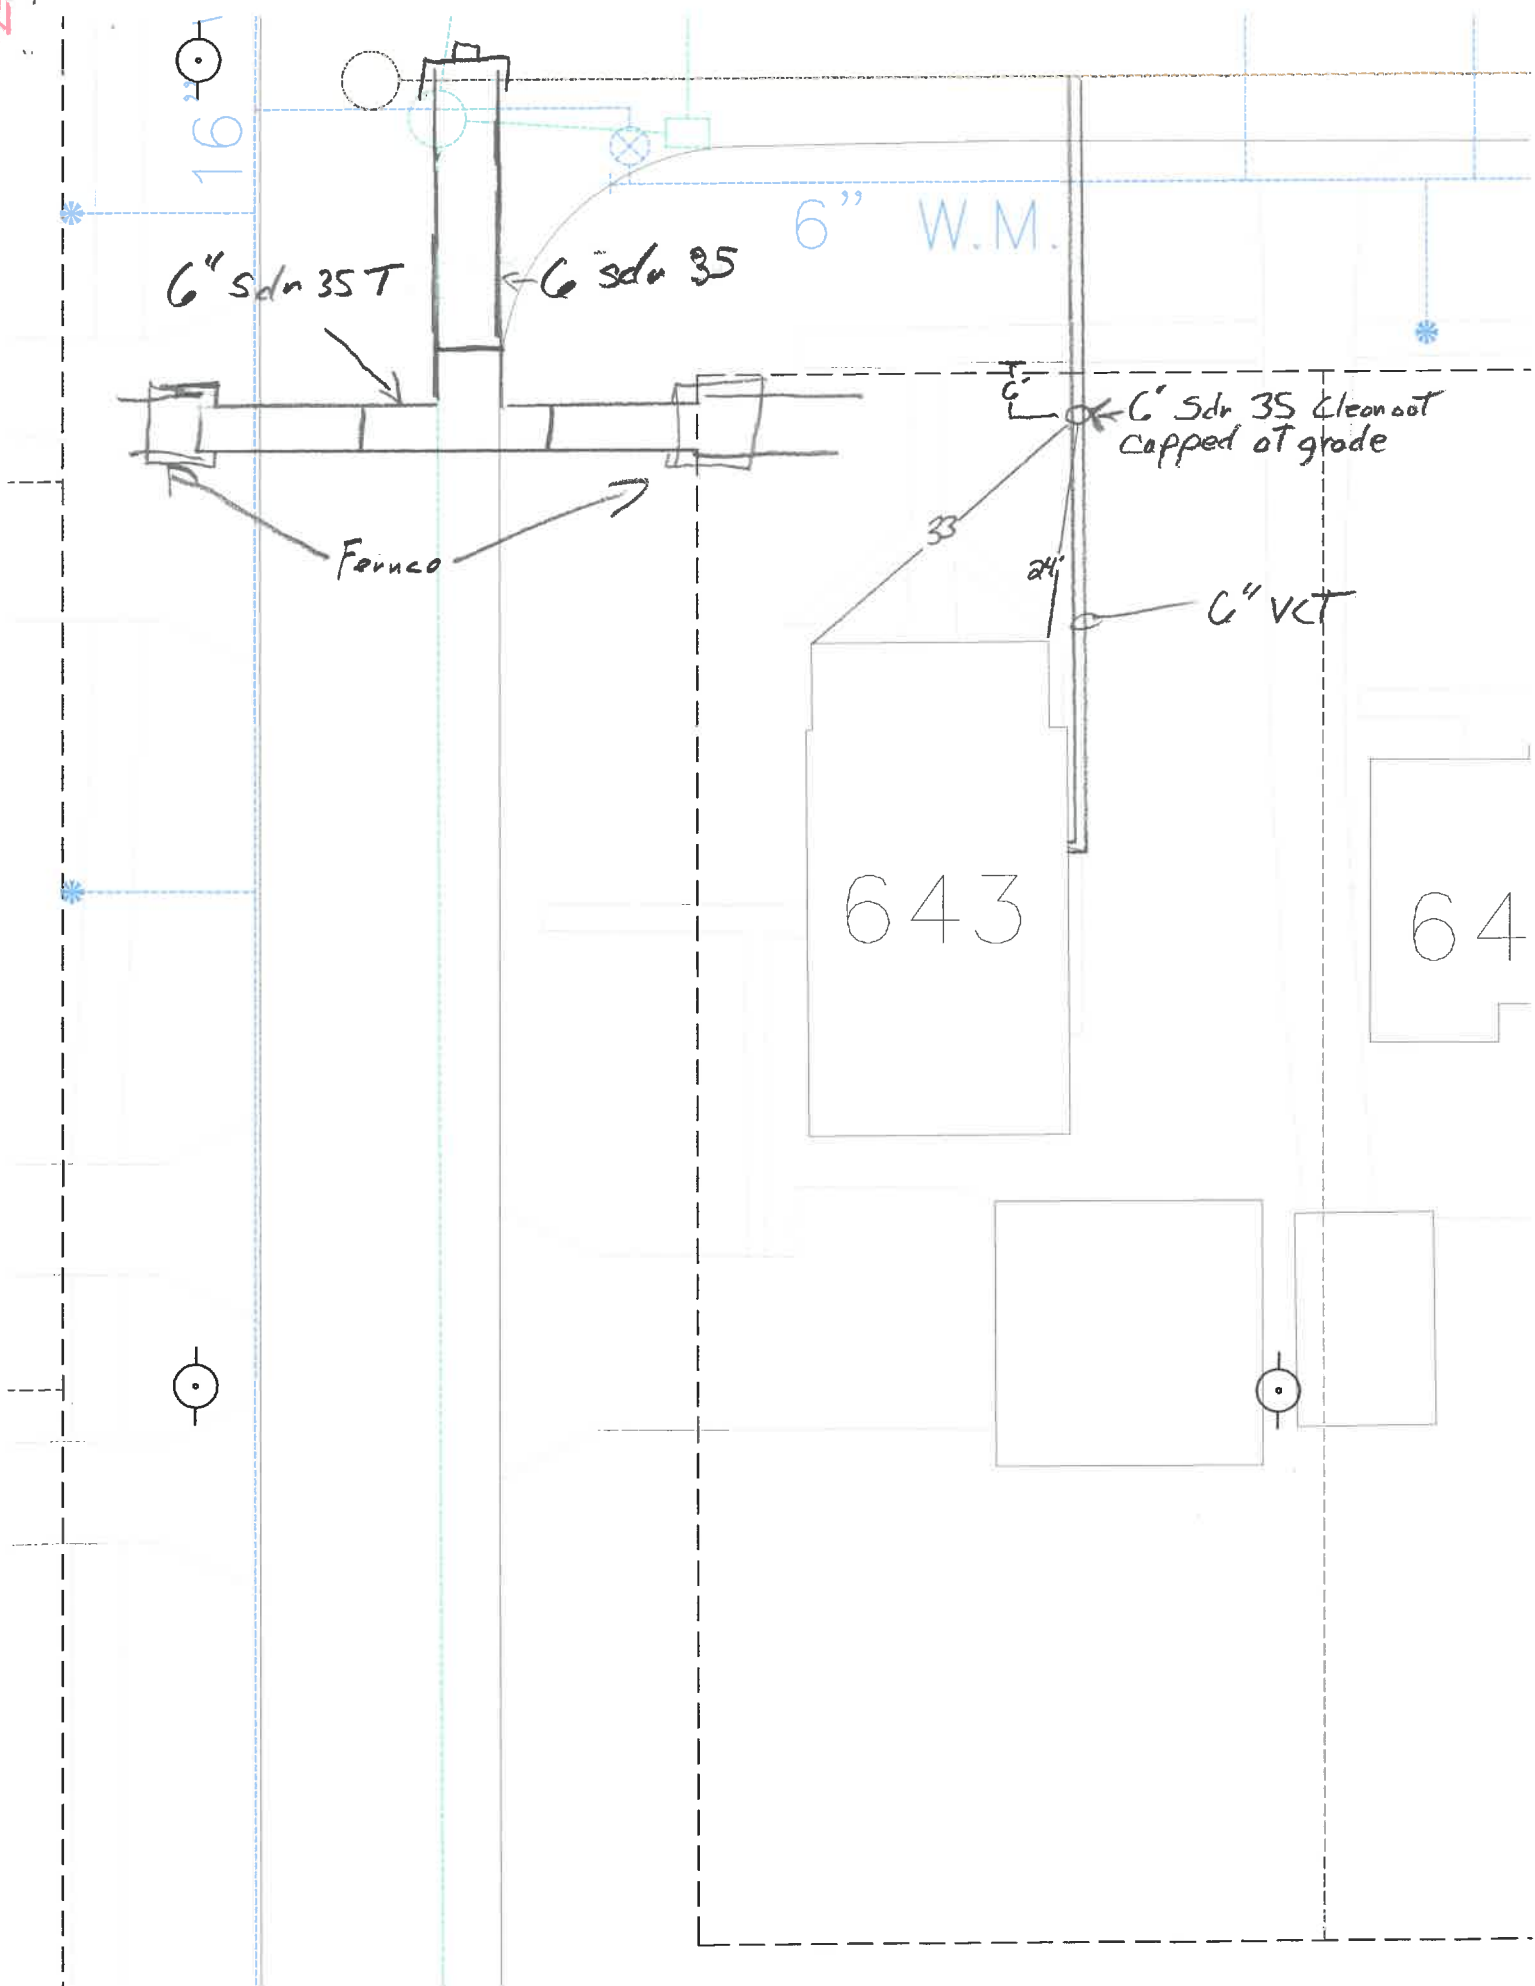 16"
6" W.M.
6" Sdr 35 T
6 sdr 35
6'
6" Sdr 35 Cleanout
capped at grade
Fernco
33
24'
6" VCT
643
64